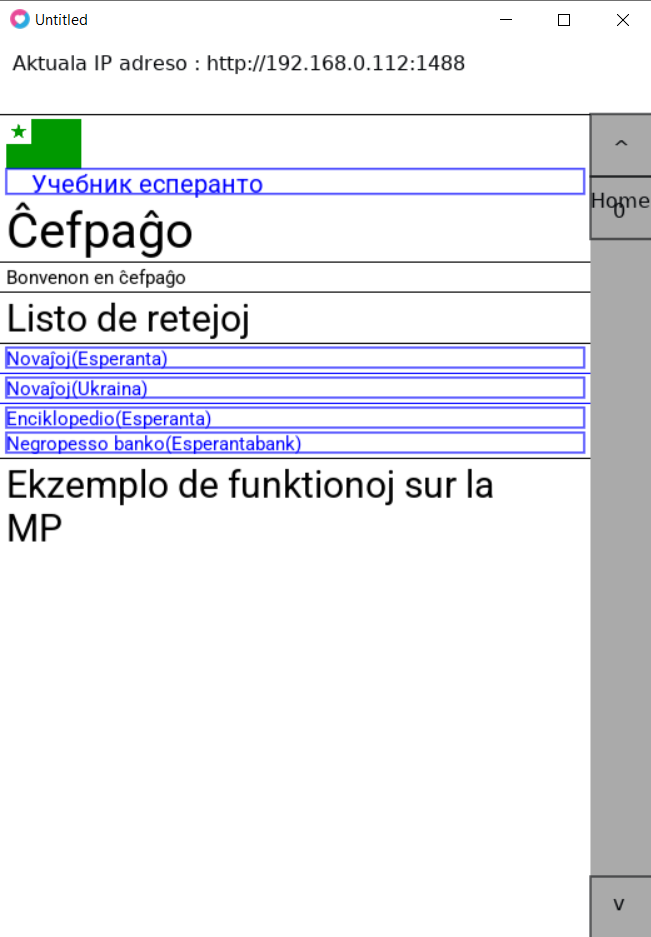 Untitled
Aktuala IP adreso : http://192.168.0.112:1488
^
Учебник есперанто
Home
0
Ĉefpaĝo
Bonvenon en ĉefpaĝo
Listo de retejoj
Novaĵoj(Esperanta)
Novaĵoj(Ukraina)
Enciklopedio(Esperanta)
Negropesso banko(Esperantabank)
Ekzemplo de funktionoj sur la
MP
v